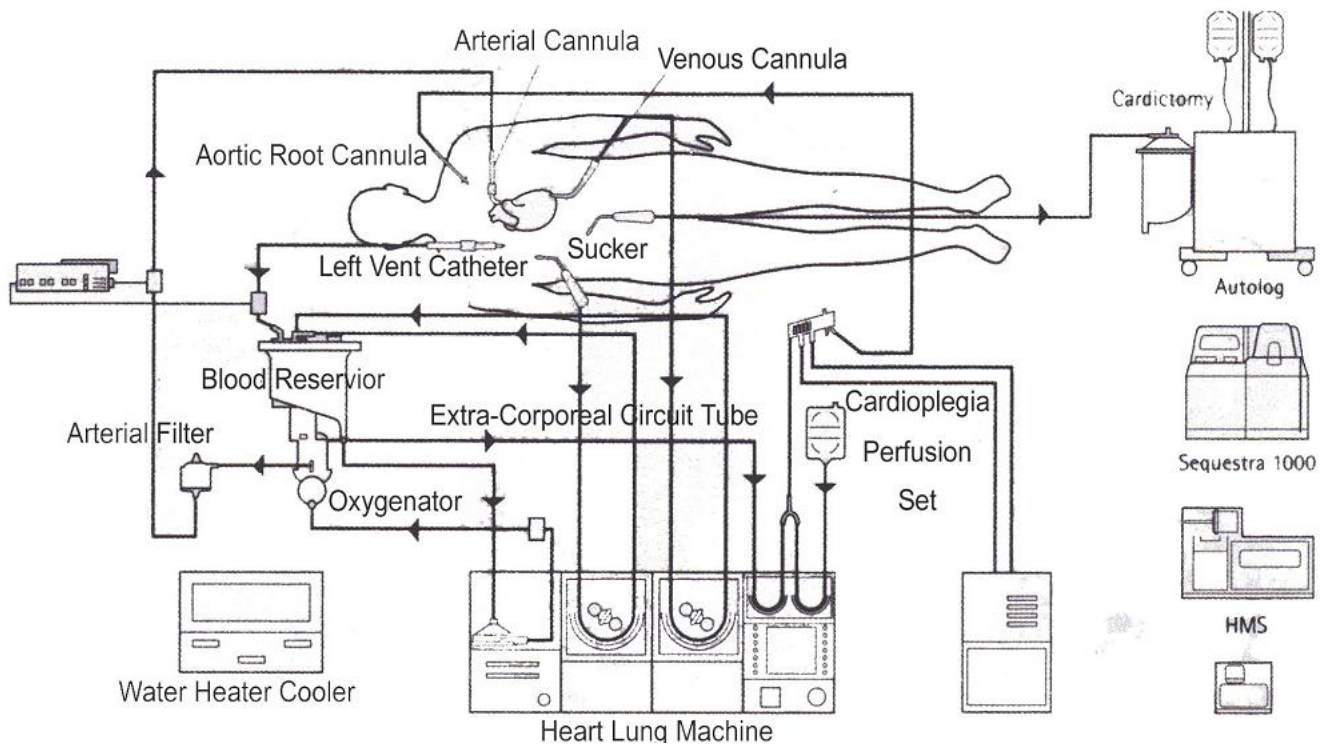 Arterial Cannula
Venous Cannula
Cardictomy
Aortic Root Cannula
Sucker
Left Vent Catheter
Autolog
Blood Reservior
Extra-Corporeal Circuit Tube
Cardioplegia
Perfusion
Set
Arterial Filter
Sequestra 1000
Oxygenator
HMS
Water Heater Cooler
Heart Lung Machine